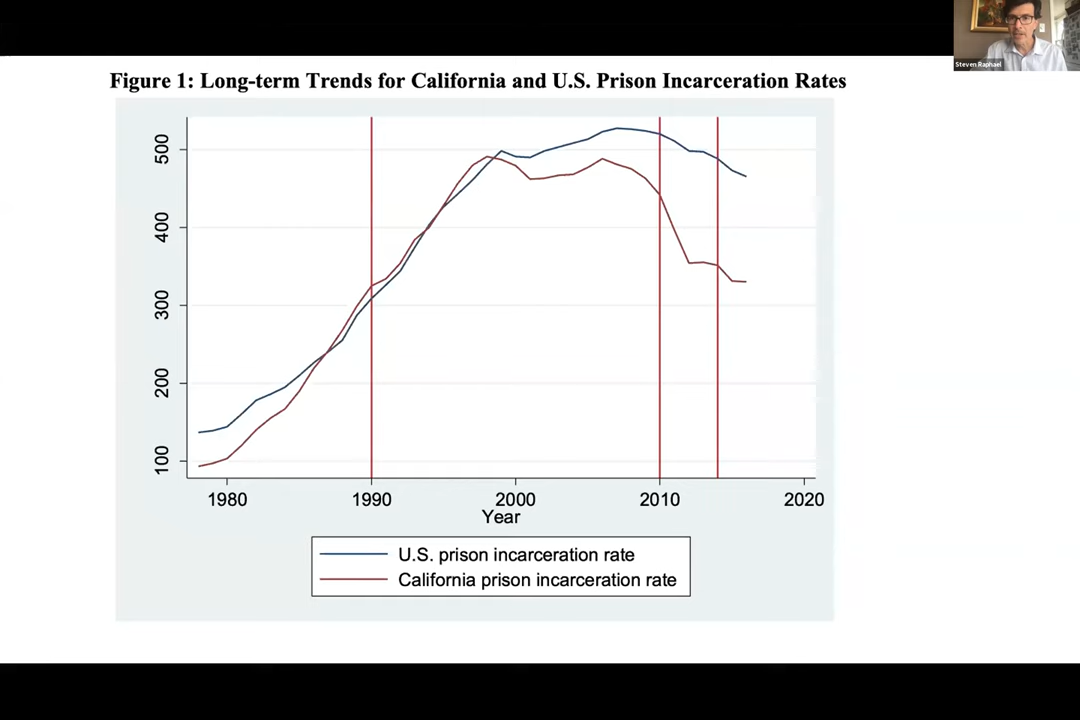 Steven Raphael
Figure 1: Long-term Trends for California and U.S. Prison Incarceration Rates
500
400
300
200
100
1980 1990 2000 2010 2020
Year
U.S. prison incarceration rate
California prison incarceration rate